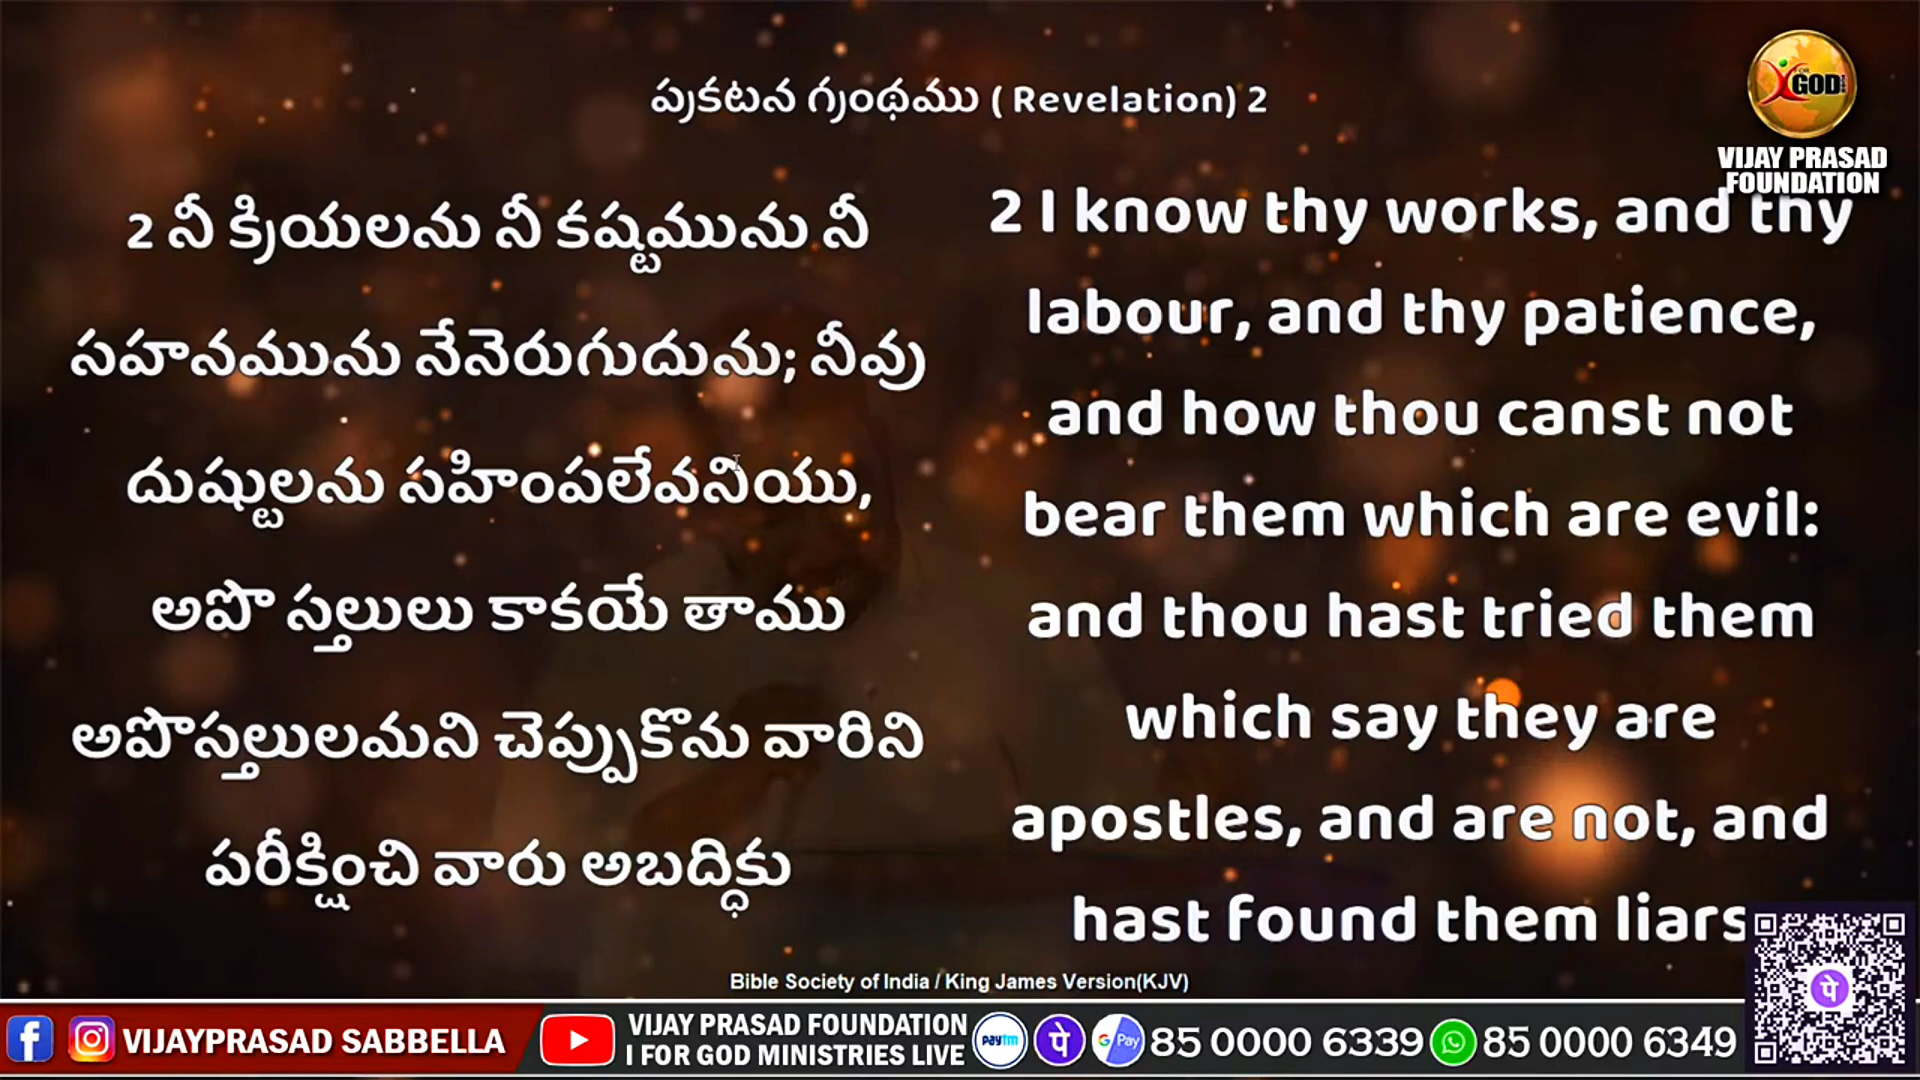 ప్రకటన గ్రంథము ( Revelation) 2
GOD
VIJAY PRASAD
FOUNDATION
2 నీ క్రియలను నీ కష్టమును నీ
సహనమును నేనెరుగుదును; నీవు
దుష్టులను సహింపలేవనియు,
అపొ స్తలులు కాకయే తాము
అపొస్తలులమని చెప్పుకొను వారిని
పరీక్షించి వారు అబద్ధికు
2 I know thy works, and thy
labour, and thy patience,
and how thou canst not
bear them which are evil:
and thou hast tried them
which say they are
apostles, and are not, and
hast found them liars
Bible Society of India / King James Version(KJV)
VIJAYPRASAD SABBELLA
VIJAY PRASAD FOUNDATION
I FOR GOD MINISTRIES LIVE
paytm
पे
G Pay
85 0000 6339
85 0000 6349
पे